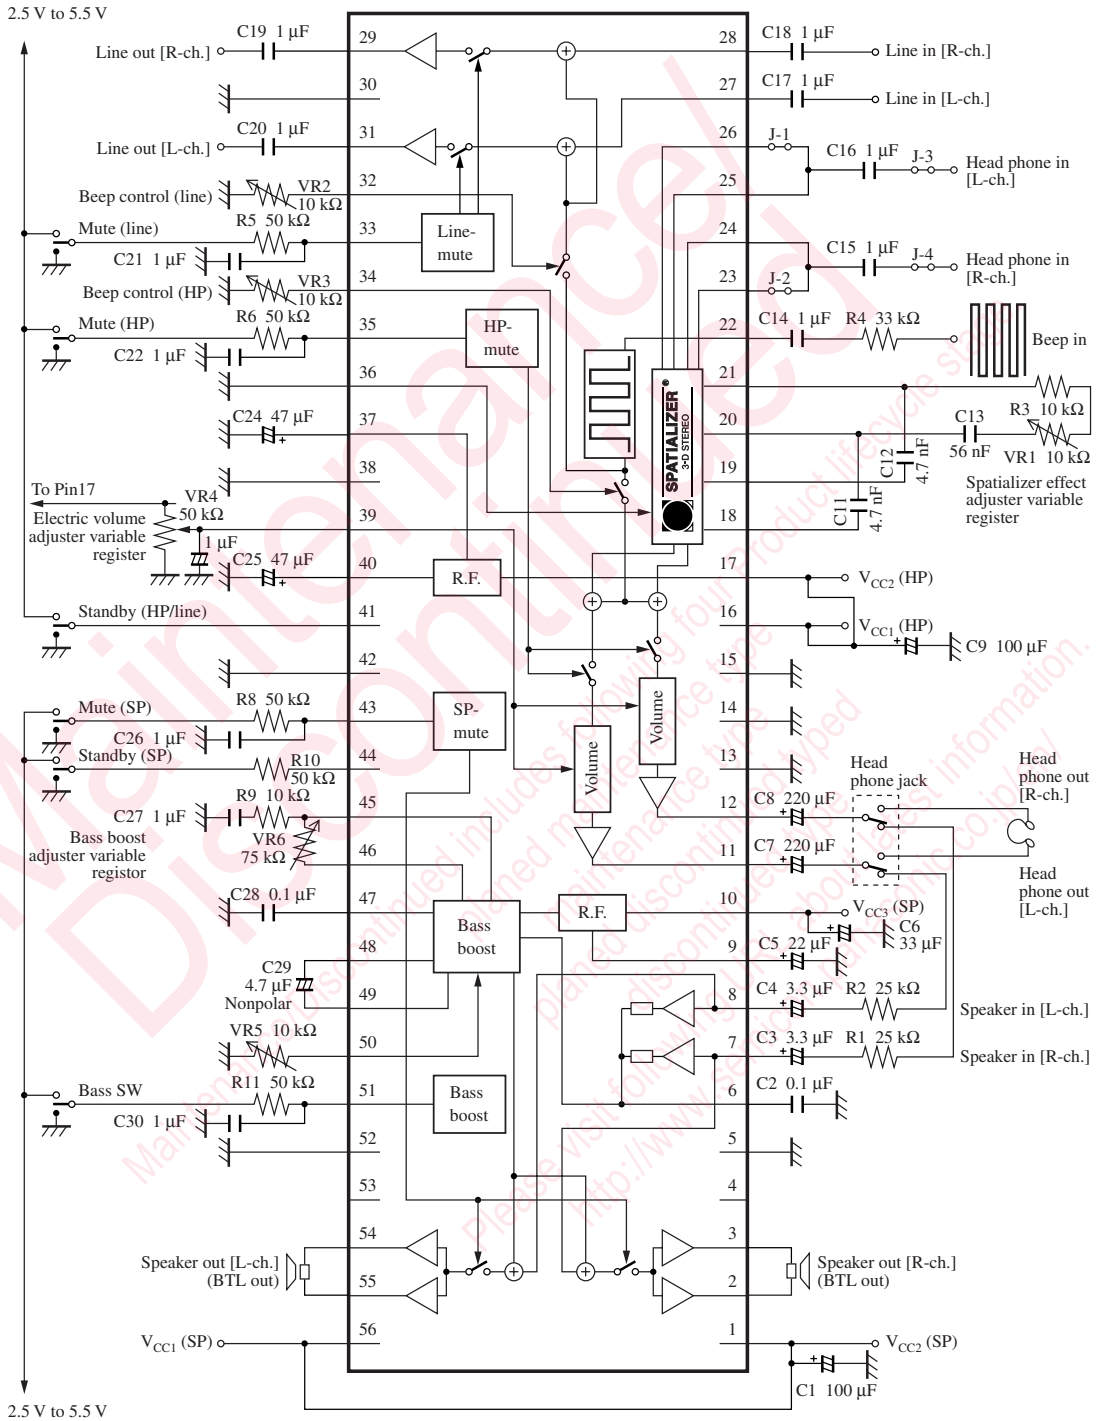 2.5 V to 5.5 V
C19 1 μF
29
28
C18 1 μF
Line out [R-ch.]
Line in [R-ch.]
30
27
C17 1 μF
Line in [L-ch.]
C20 1 μF
31
26
J-1
C16 1 μF
J-3
Line out [L-ch.]
Head phone in
[L-ch.]
32
25
Beep control (line)
VR2
10 kΩ
Mute (line)
R5 50 kΩ
33
Line-
mute
24
C15 1 μF
J-4
Head phone in
[R-ch.]
C21 1 μF
34
23
J-2
Beep control (HP)
VR3
10 kΩ
Mute (HP)
R6 50 kΩ
35
HP-
mute
22
C14 1 μF
R4 33 kΩ
Beep in
C22 1 μF
36
21
R3 10 kΩ
C24 47 μF
37
SPATIALIZER®
3-D STEREO
20
C13
56 nF
VR1 10 kΩ
C12
4.7 nF
38
19
Spatializer effect
adjuster variable
register
C11
4.7 nF
To Pin17
VR4
50 kΩ
39
18
Electric volume
adjuster variable
register
1 μF
C25 47 μF
40
R.F.
17
VCC2 (HP)
Standby (HP/line)
41
16
VCC1 (HP)
C9 100 μF
42
15
Mute (SP)
R8 50 kΩ
43
SP-
mute
Volume
Volume
14
C26 1 μF
Standby (SP)
44
R10
50 kΩ
13
Head
phone jack
Head
phone out
[R-ch.]
C27 1 μF
R9 10 kΩ
45
12
C8 220 μF
Bass boost
adjuster variable
registor
VR6
75 kΩ
46
11
C7 220 μF
Head
phone out
[L-ch.]
C28 0.1 μF
47
Bass
boost
R.F.
10
VCC3 (SP)
C6
33 μF
48
9
C5 22 μF
C29
4.7 μF
Nonpolar
49
8
C4 3.3 μF
R2 25 kΩ
Speaker in [L-ch.]
VR5 10 kΩ
50
7
C3 3.3 μF
R1 25 kΩ
Speaker in [R-ch.]
Bass SW
R11 50 kΩ
51
Bass
boost
6
C2 0.1 μF
C30 1 μF
52
5
53
4
54
3
Speaker out [L-ch.]
(BTL out)
55
2
Speaker out [R-ch.]
(BTL out)
56
1
VCC1 (SP)
VCC2 (SP)
C1 100 μF
2.5 V to 5.5 V
Maintenance/
Discontinued
planed maintenance type
maintenance type
planed discontinued typed
discontinued typed